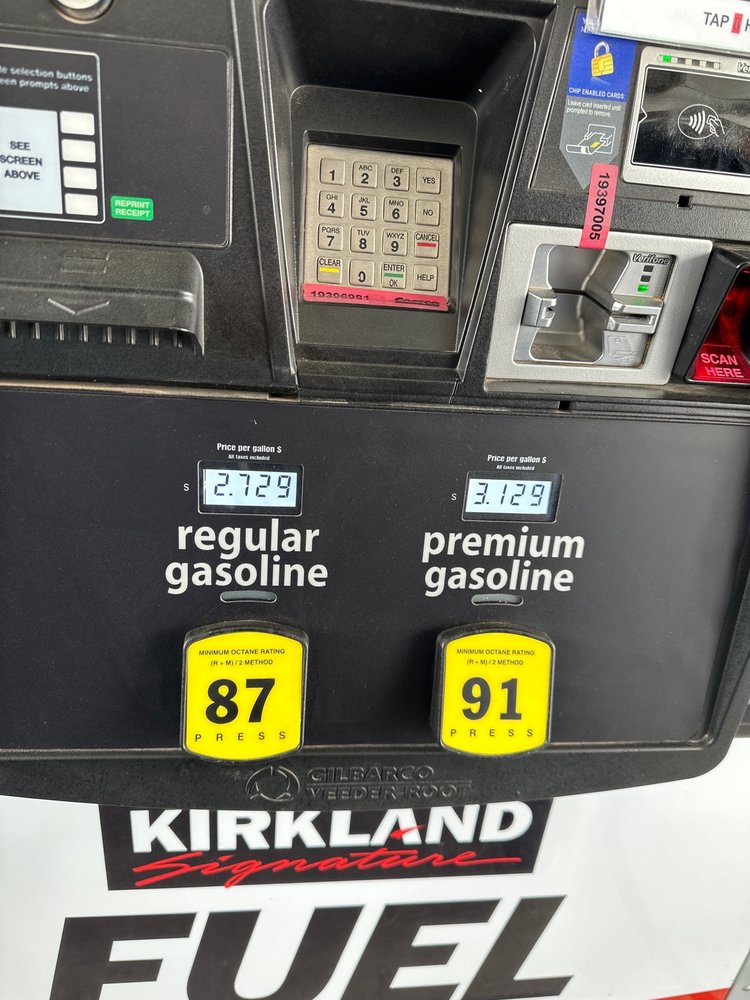 le selection buttons
een prompts above
SEE
SCREEN
ABOVE
REPRINT
RECEIPT
1
ABC
2
DEF
3
YES
GHI
4
JKL
5
MNO
6
NO
PQRS
7
TUV
8
WXYZ
9
CANCEL
CLEAR
0
ENTER
OK
HELP
19396981
TAP
CHIP ENABLED CARDS:
Leave card inserted until
prompted to remove.
19397005
Verifone
SCAN
HERE
Price per gallon $
All taxes included
$ 2.729
regular
gasoline
Price per gallon $
All taxes included
$ 3.129
premium
gasoline
MINIMUM OCTANE RATING
(R + M) / 2 METHOD
87
PRESS
MINIMUM OCTANE RATING
(R + M) / 2 METHOD
91
PRESS
GILBARCO
VEEDER-ROOT
KIRKLAND
Signature
FUEL